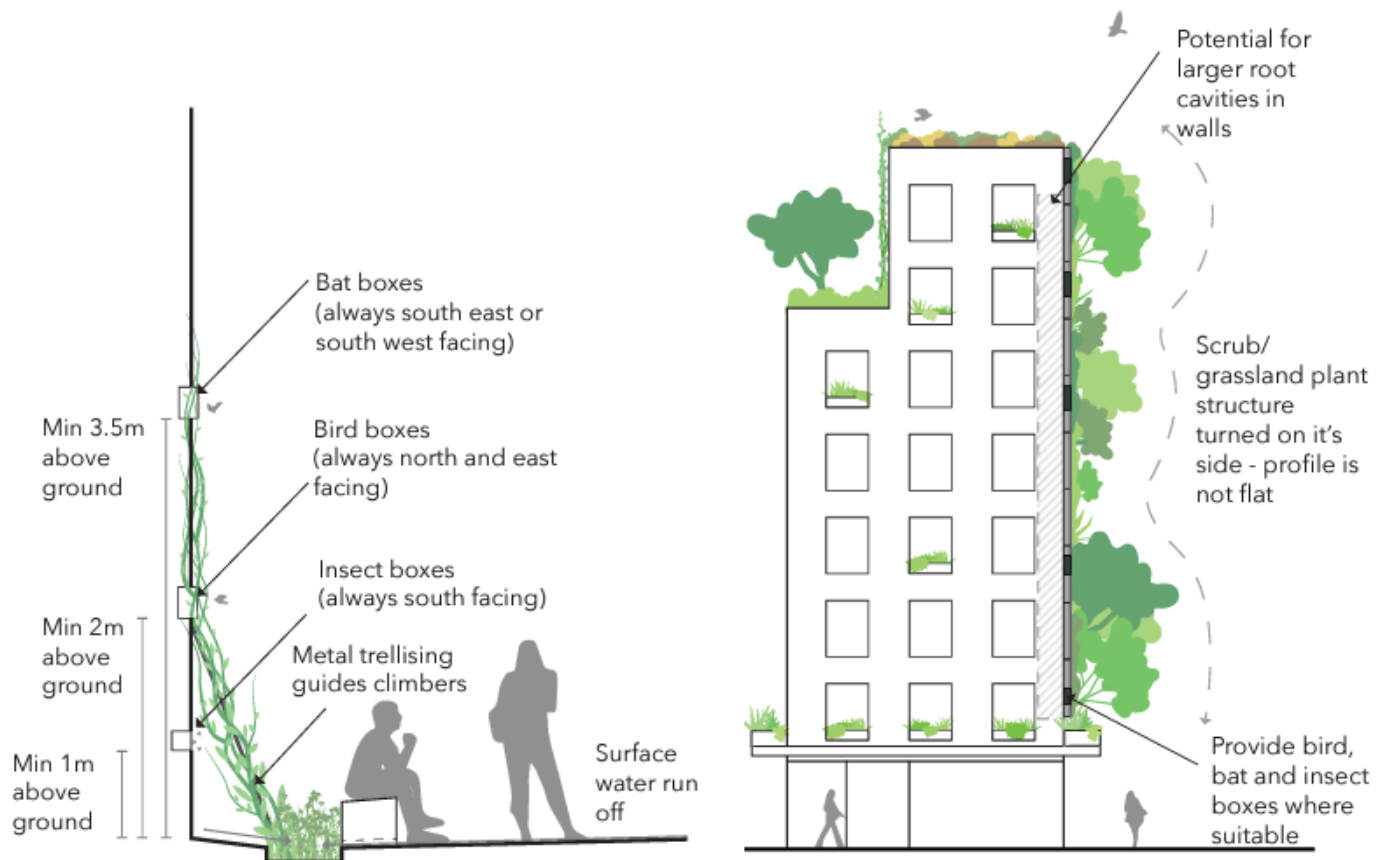 Bat boxes
(always south east or
south west facing)
Min 3.5m
above
ground
Bird boxes
(always north and east
facing)
Insect boxes
(always south facing)
Min 2m
above
ground
Metal trellising
guides climbers
Min 1m
above
ground
Surface
water run
off
Potential for
larger root
cavities in
walls
Scrub/
grassland plant
structure
turned on it's
side - profile is
not flat
Provide bird,
bat and insect
boxes where
suitable